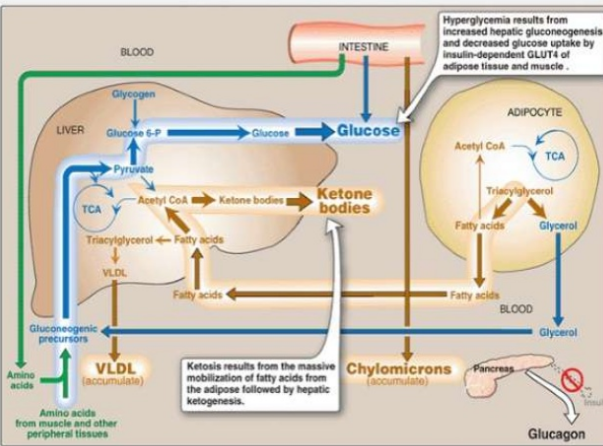 Hyperglycemia results from
increased hepatic gluconeogenesis
and decreased glucose uptake by
insulin-dependent GLUT4 of
adipose tissue and muscle .
BLOOD
INTESTINE
Glycogen
LIVER
Glucose 6-P
Glucose
Glucose
ADIPOCYTE
Acetyl CoA
TCA
Pyruvate
TCA
Acetyl CoA
Ketone bodies
Ketone
bodies
Triacylglycerol
Fatty acids
Glycerol
Triacylglycerol
Fatty acids
VLDL
Fatty acids
Fatty acids
BLOOD
Gluconeogenic
precursors
Glycerol
Amino
acids
VLDL
(accumulate)
Ketosis results from the massive
mobilization of fatty acids from
the adipose followed by hepatic
ketogenesis.
Chylomicrons
(accumulate)
Pancreas
Insul
Amino acids
from muscle and other
peripheral tissues
Glucagon